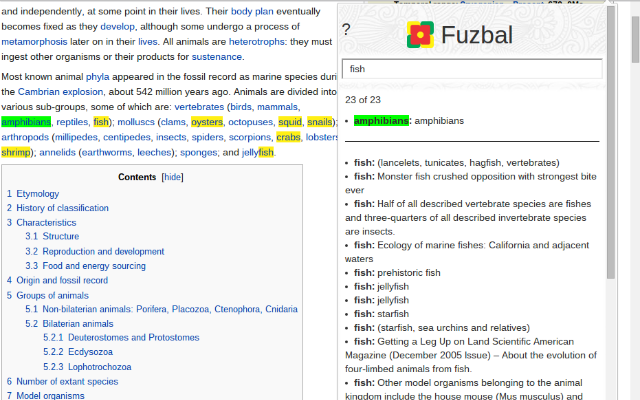 and independently, at some point in their lives. Their body plan eventually
becomes fixed as they develop, although some undergo a process of
metamorphosis later on in their lives. All animals are heterotrophs: they must
ingest other organisms or their products for sustenance.
Most known animal phyla appeared in the fossil record as marine species duri
the Cambrian explosion, about 542 million years ago. Animals are divided into
various sub-groups, some of which are: vertebrates (birds, mammals,
amphibians, reptiles, fish); molluscs (clams, oysters, octopuses, squid, snails);
arthropods (millipedes, centipedes, insects, spiders, scorpions, crabs, lobsters
shrimp); annelids (earthworms, leeches); sponges; and jellyfish.
Contents [hide]
1 Etymology
2 History of classification
3 Characteristics
3.1 Structure
3.2 Reproduction and development
3.3 Food and energy sourcing
4 Origin and fossil record
5 Groups of animals
5.1 Non-bilaterian animals: Porifera, Placozoa, Ctenophora, Cnidaria
5.2 Bilaterian animals
5.2.1 Deuterostomes and Protostomes
5.2.2 Ecdysozoa
5.2.3 Lophotrochozoa
6 Number of extant species
7 Model organisms
?
Fuzbal
fish
23 of 23
• amphibians: amphibians
• fish: (lancelets, tunicates, hagfish, vertebrates)
• fish: Monster fish crushed opposition with strongest bite
ever
• fish: Half of all described vertebrate species are fishes
and three-quarters of all described invertebrate species
are insects.
• fish: Ecology of marine fishes: California and adjacent
waters
• fish: prehistoric fish
• fish: jellyfish
• fish: jellyfish
• fish: starfish
• fish: (starfish, sea urchins and relatives)
• fish: Getting a Leg Up on Land Scientific American
Magazine (December 2005 Issue) – About the evolution of
four-limbed animals from fish.
• fish: Other model organisms belonging to the animal
kingdom include the house mouse (Mus musculus) and